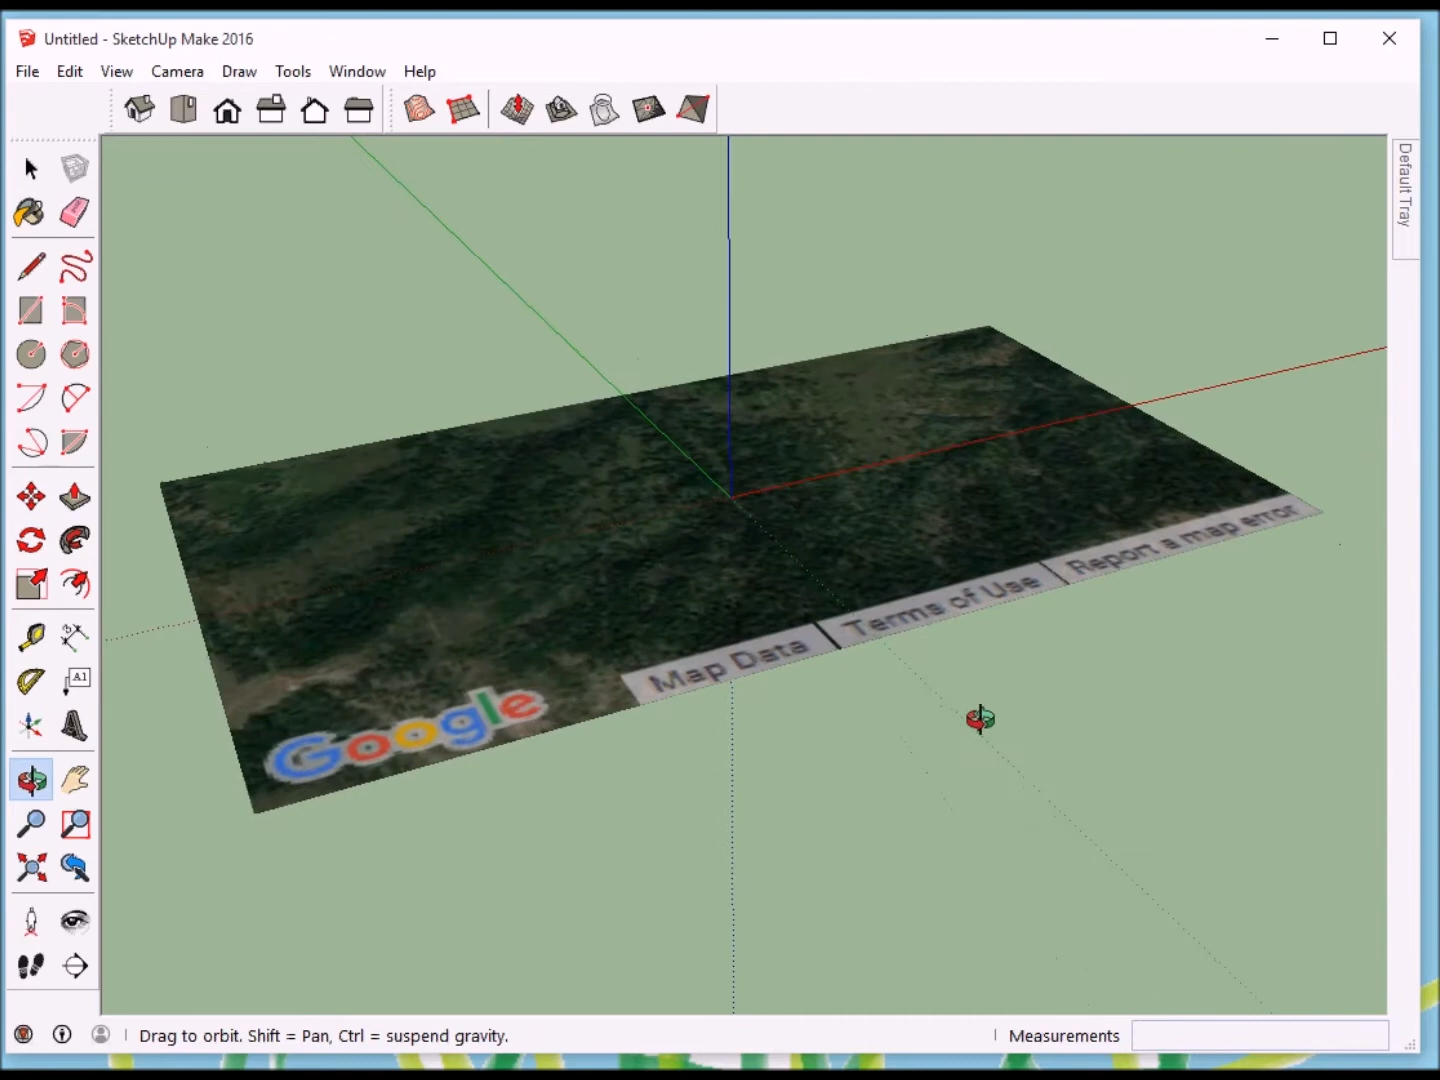 Untitled - SketchUp Make 2016
File Edit View Camera Draw Tools Window Help
Default Tray
A1
Google
Map Data
Terms of Use
Report a map error
Drag to orbit. Shift = Pan, Ctrl = suspend gravity.
Measurements